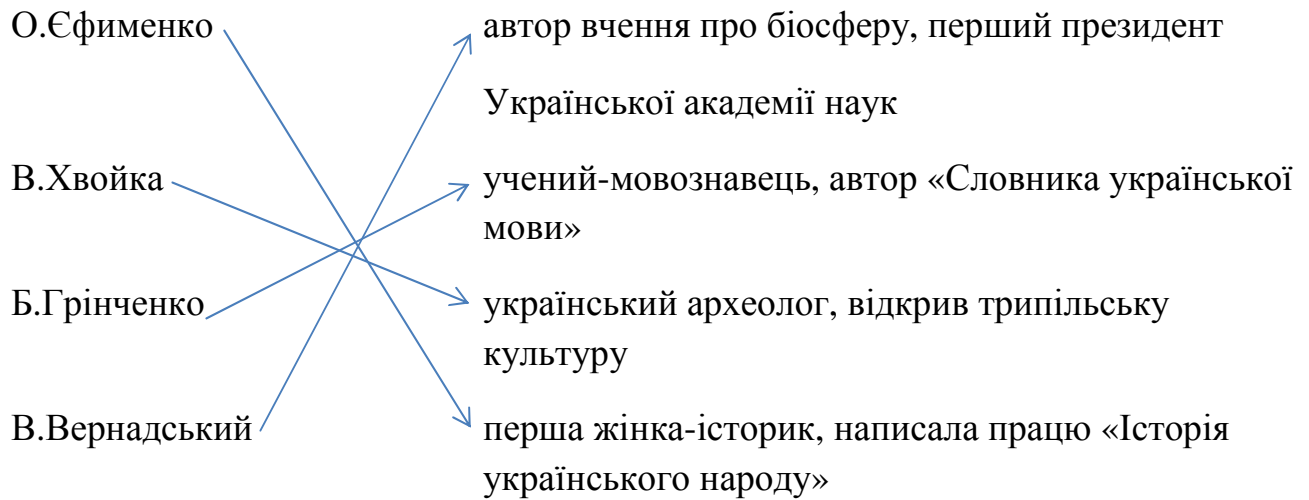 О.Єфименко автор вчення про біосферу, перший президент
Української академії наук
В.Хвойка учений-мовознавець, автор «Словника української
мови»
Б.Грінченко український археолог, відкрив трипільську
культуру
В.Вернадський перша жінка-історик, написала працю «Історія
українського народу»